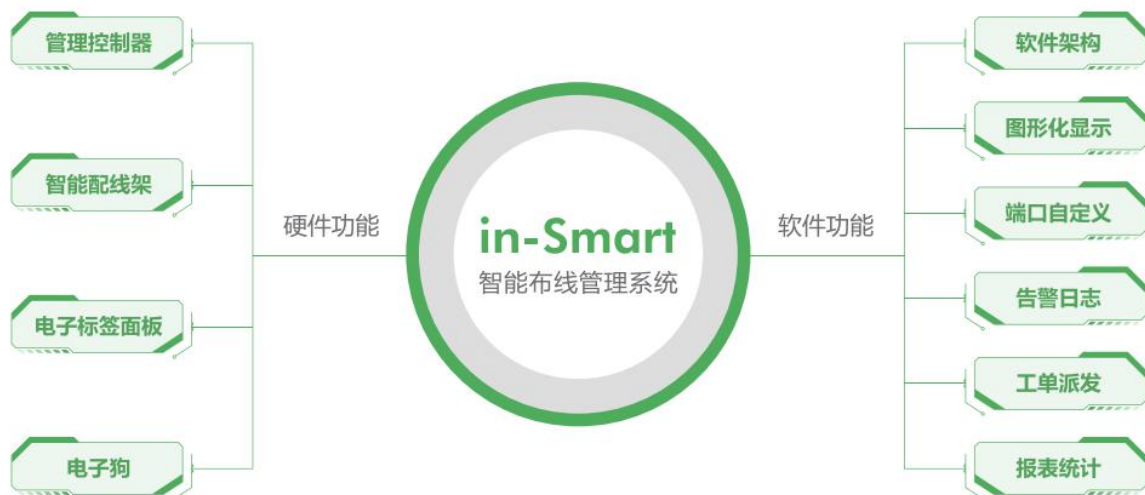 管理控制器
智能配线架
电子标签面板
电子狗
硬件功能
in-Smart
智能布线管理系统
软件功能
软件架构
图形化显示
端口自定义
告警日志
工单派发
报表统计